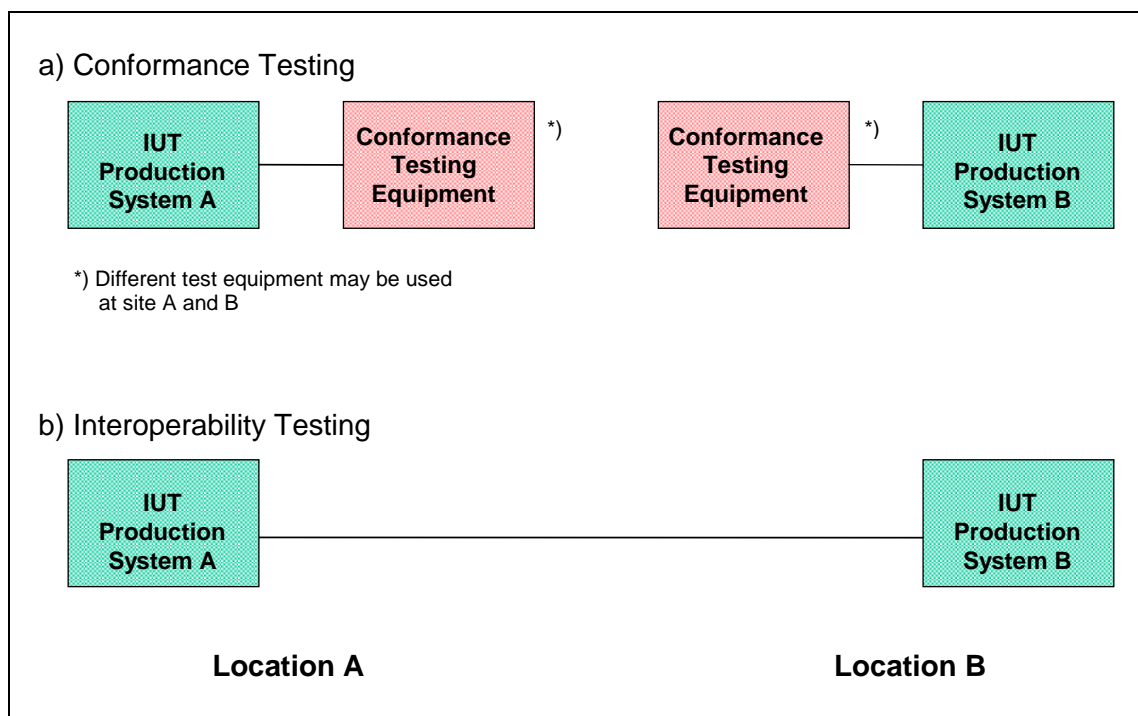 a) Conformance Testing
IUT
Production
System A
Conformance
Testing
Equipment
*)
Conformance
Testing
Equipment
*)
IUT
Production
System B
*) Different test equipment may be used
at site A and B
b) Interoperability Testing
IUT
Production
System A
IUT
Production
System B
Location A
Location B